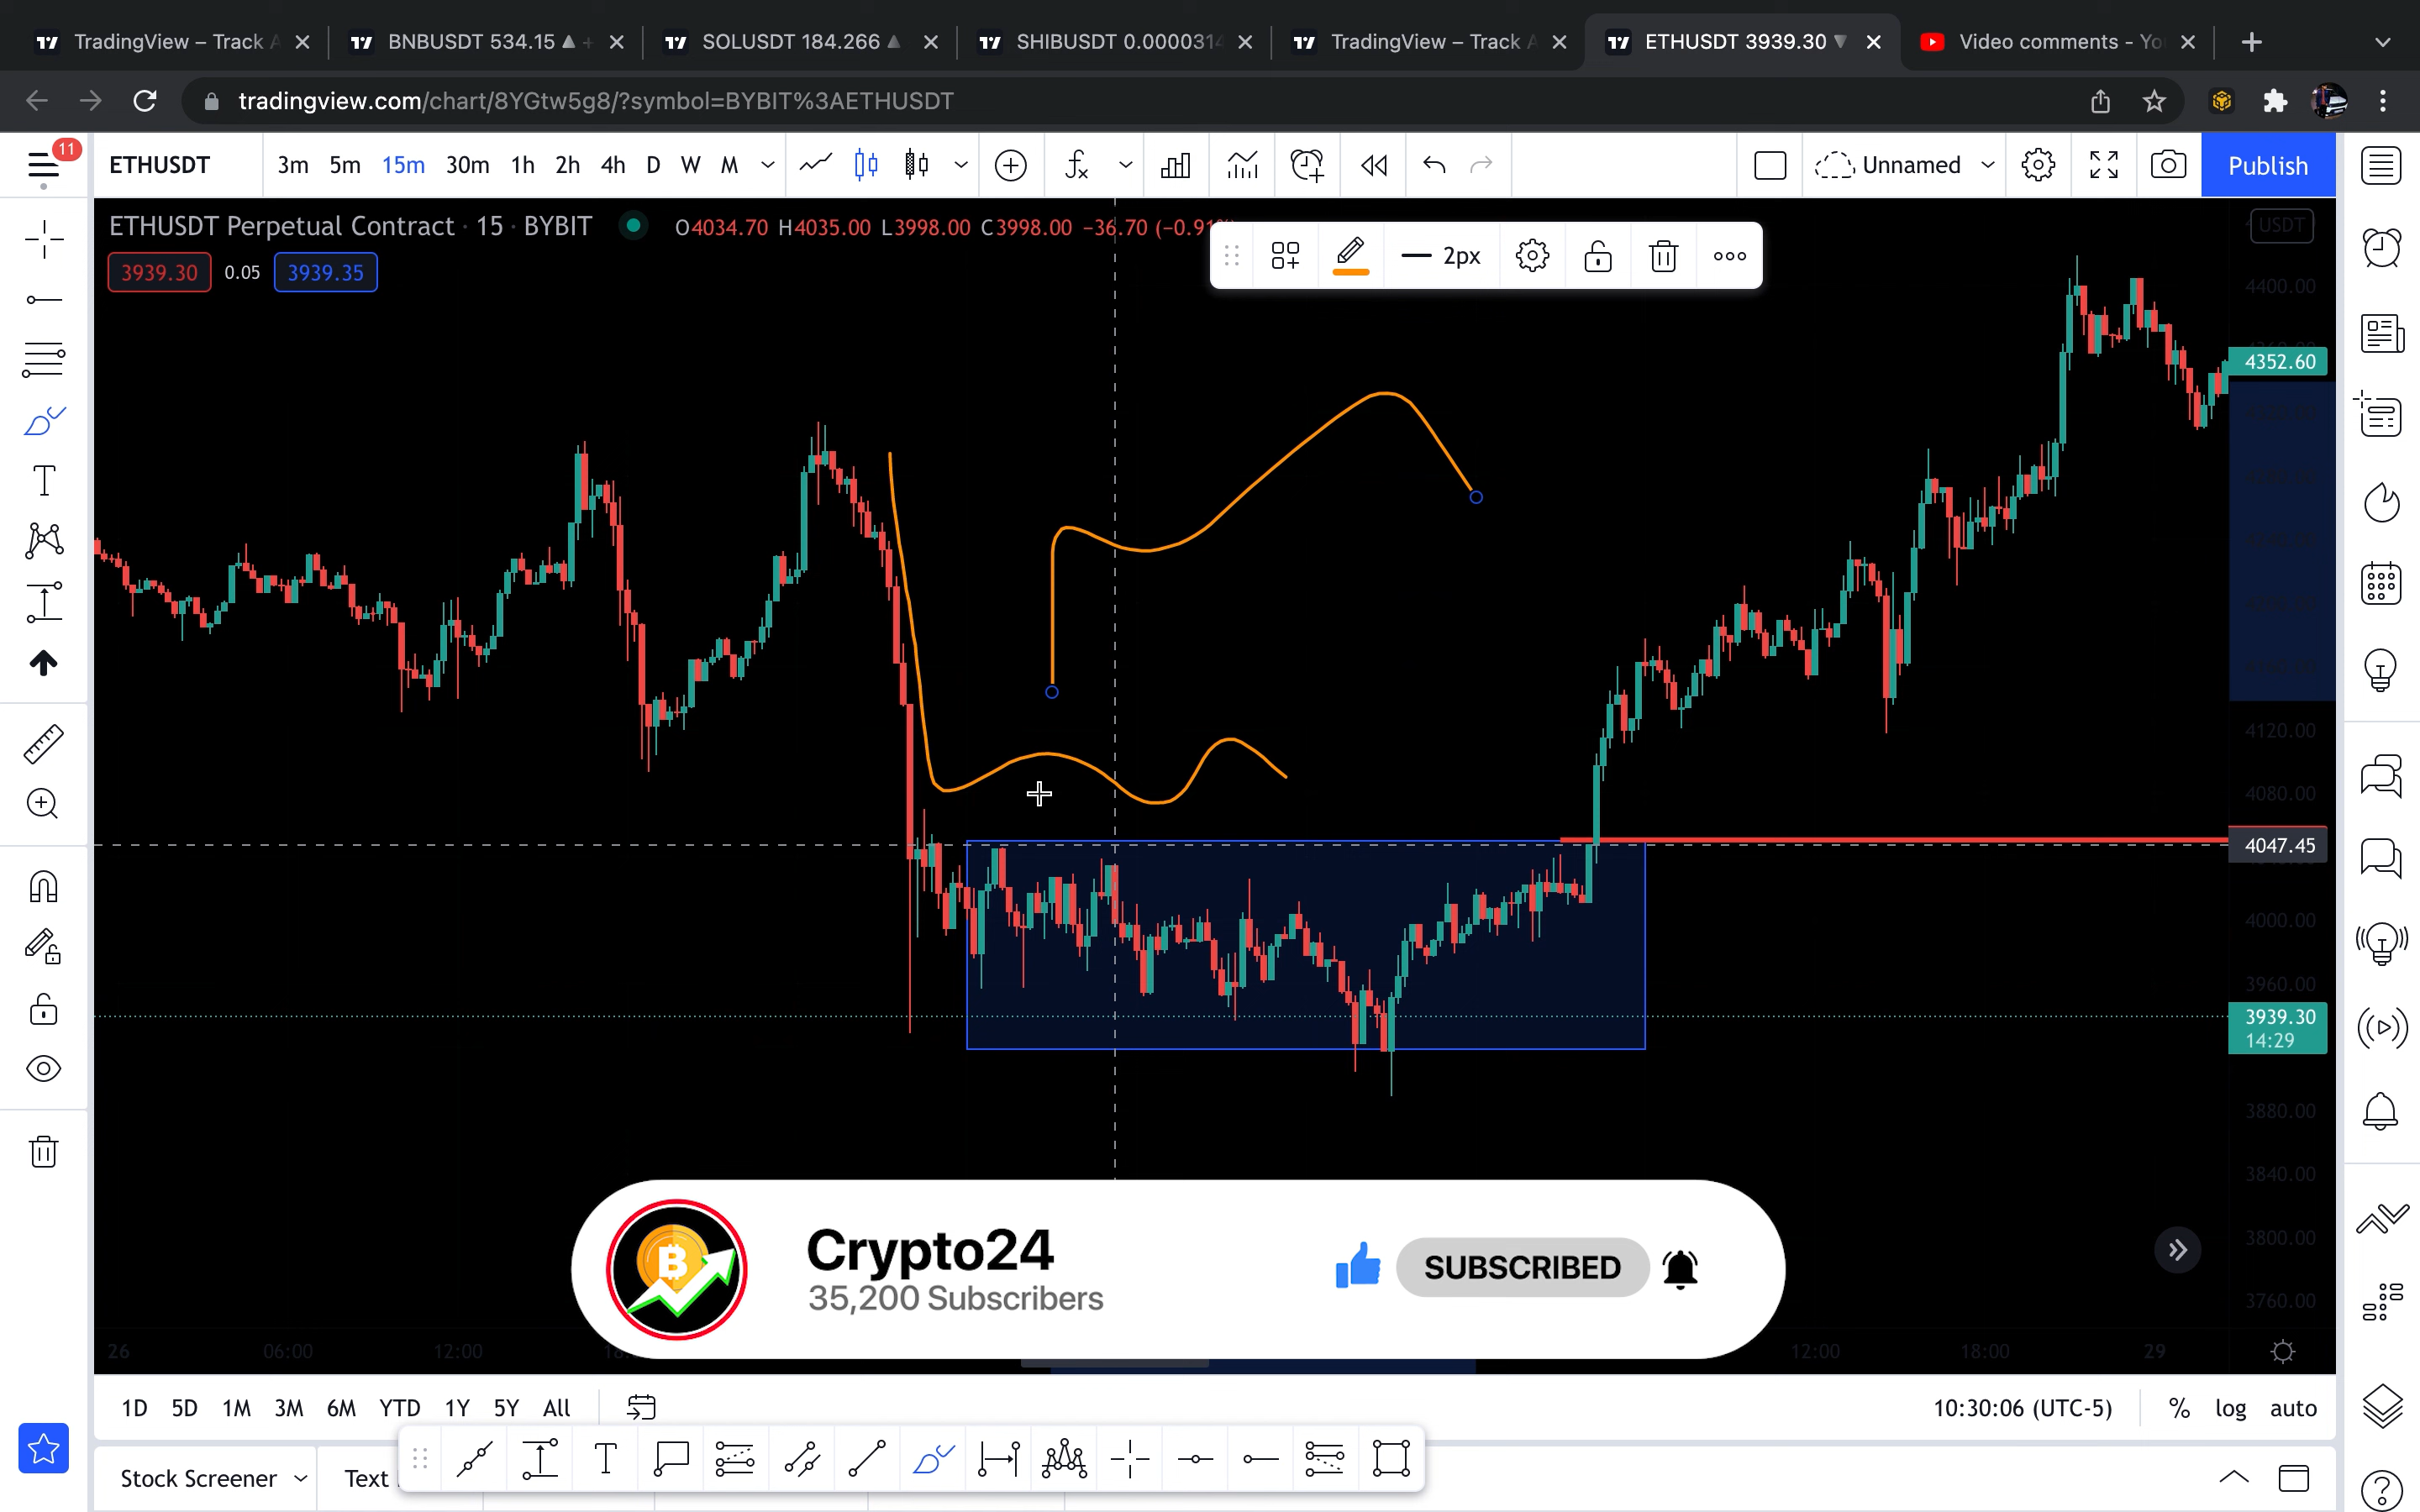 TradingView – Track A
BNBUSDT 534.15
SOLUSDT 184.266
SHIBUSDT 0.0000314
TradingView – Track A
ETHUSDT 3939.30
Video comments - Yo
tradingview.com/chart/8YGtw5g8/?symbol=BYBIT%3AETHUSDT
11
ETHUSDT 3m 5m 15m 30m 1h 2h 4h D W M
Unnamed
Publish
ETHUSDT Perpetual Contract · 15 · BYBIT
O4034.70 H4035.00 L3998.00 C3998.00 −36.70 (−0.91%
USDT
3939.30 0.05 3939.35
2px
4400.00
4352.60
4120.00
4080.00
4047.45
4000.00
3960.00
3939.30
14:29
3880.00
3840.00
3800.00
3760.00
Crypto24
35,200 Subscribers
SUBSCRIBED
26 06:00 12:00 12:00 18:00 29
1D 5D 1M 3M 6M YTD 1Y 5Y All
10:30:06 (UTC-5) % log auto
Stock Screener
Text